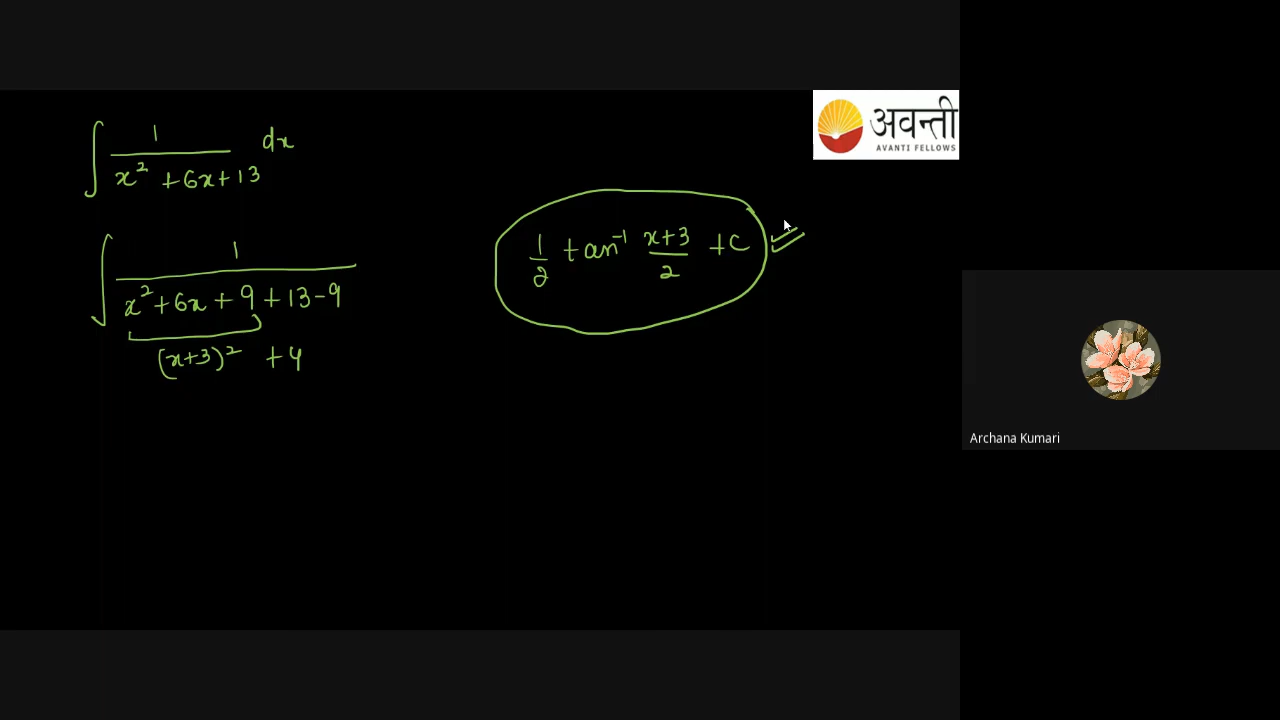 ∫ 1/(x² + 6x + 13) dx
∫ 1/(x² + 6x + 9 + 13 - 9)
(x+3)² + 4
1/2 tan⁻¹ (x+3)/2 + C
अवन्ती
AVANTI FELLOWS
Archana Kumari